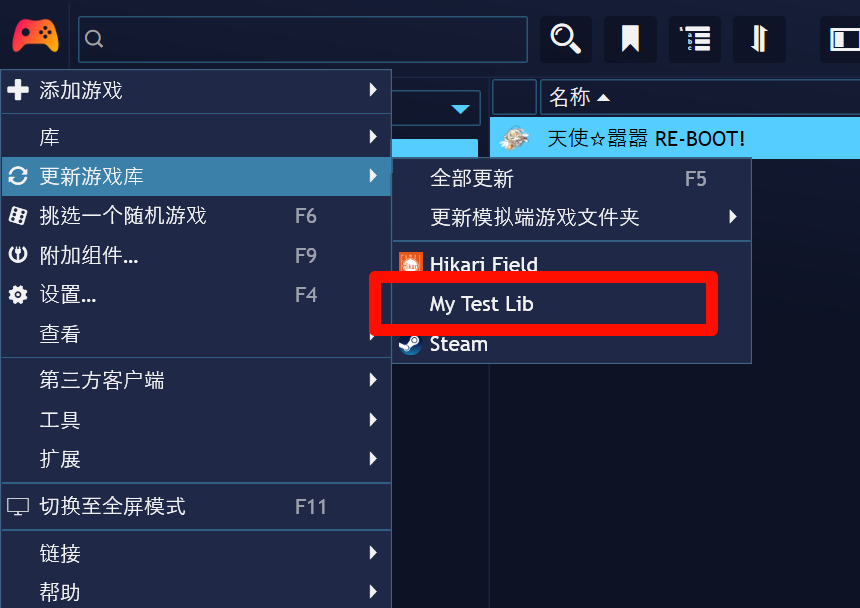 名称
天使☆嚣嚣 RE-BOOT!
添加游戏
库
更新游戏库
挑选一个随机游戏 F6
附加组件... F9
设置... F4
查看
第三方客户端
工具
扩展
切换至全屏模式 F11
链接
帮助
全部更新 F5
更新模拟端游戏文件夹
Hikari Field
My Test Lib
Steam